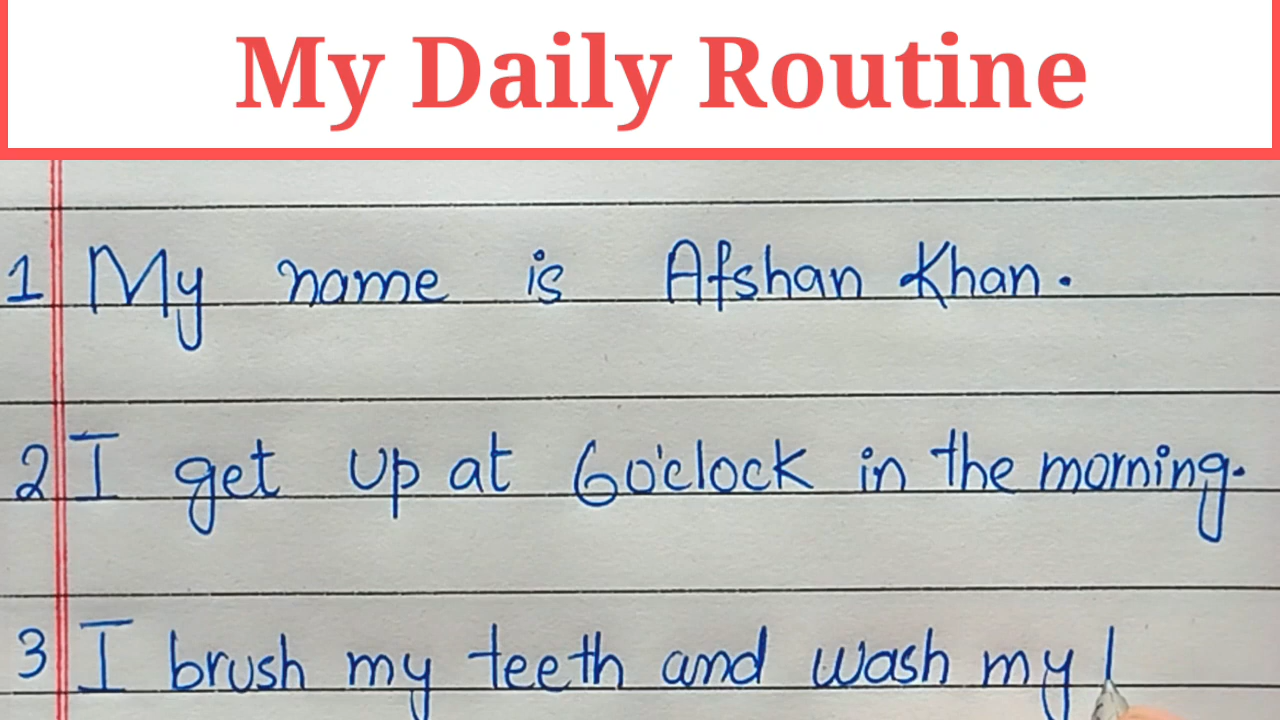 My Daily Routine
1 My name is Afshan Khan.
2 I get up at 6 o'clock in the morning.
3 I brush my teeth and wash my